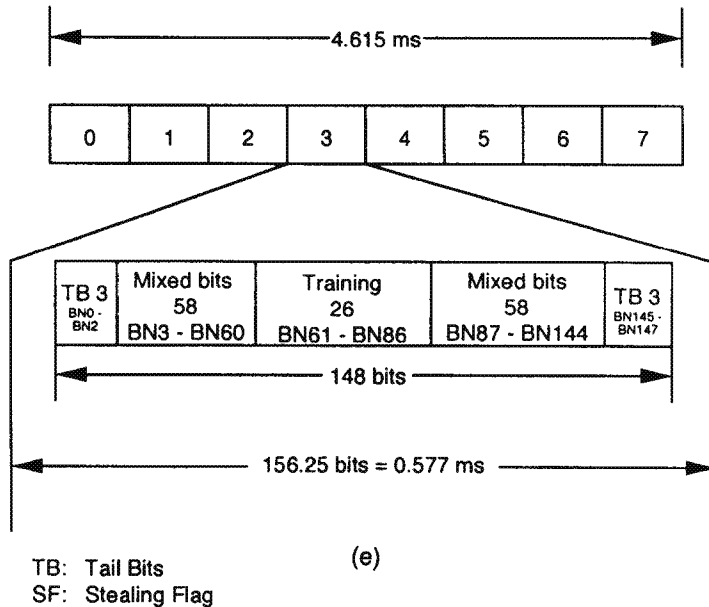 4.615 ms
0 1 2 3 4 5 6 7
TB 3
BN0 -
BN2
Mixed bits
58
BN3 - BN60
Training
26
BN61 - BN86
Mixed bits
58
BN87 - BN144
TB 3
BN145 -
BN147
148 bits
156.25 bits = 0.577 ms
(e)
TB: Tail Bits
SF: Stealing Flag